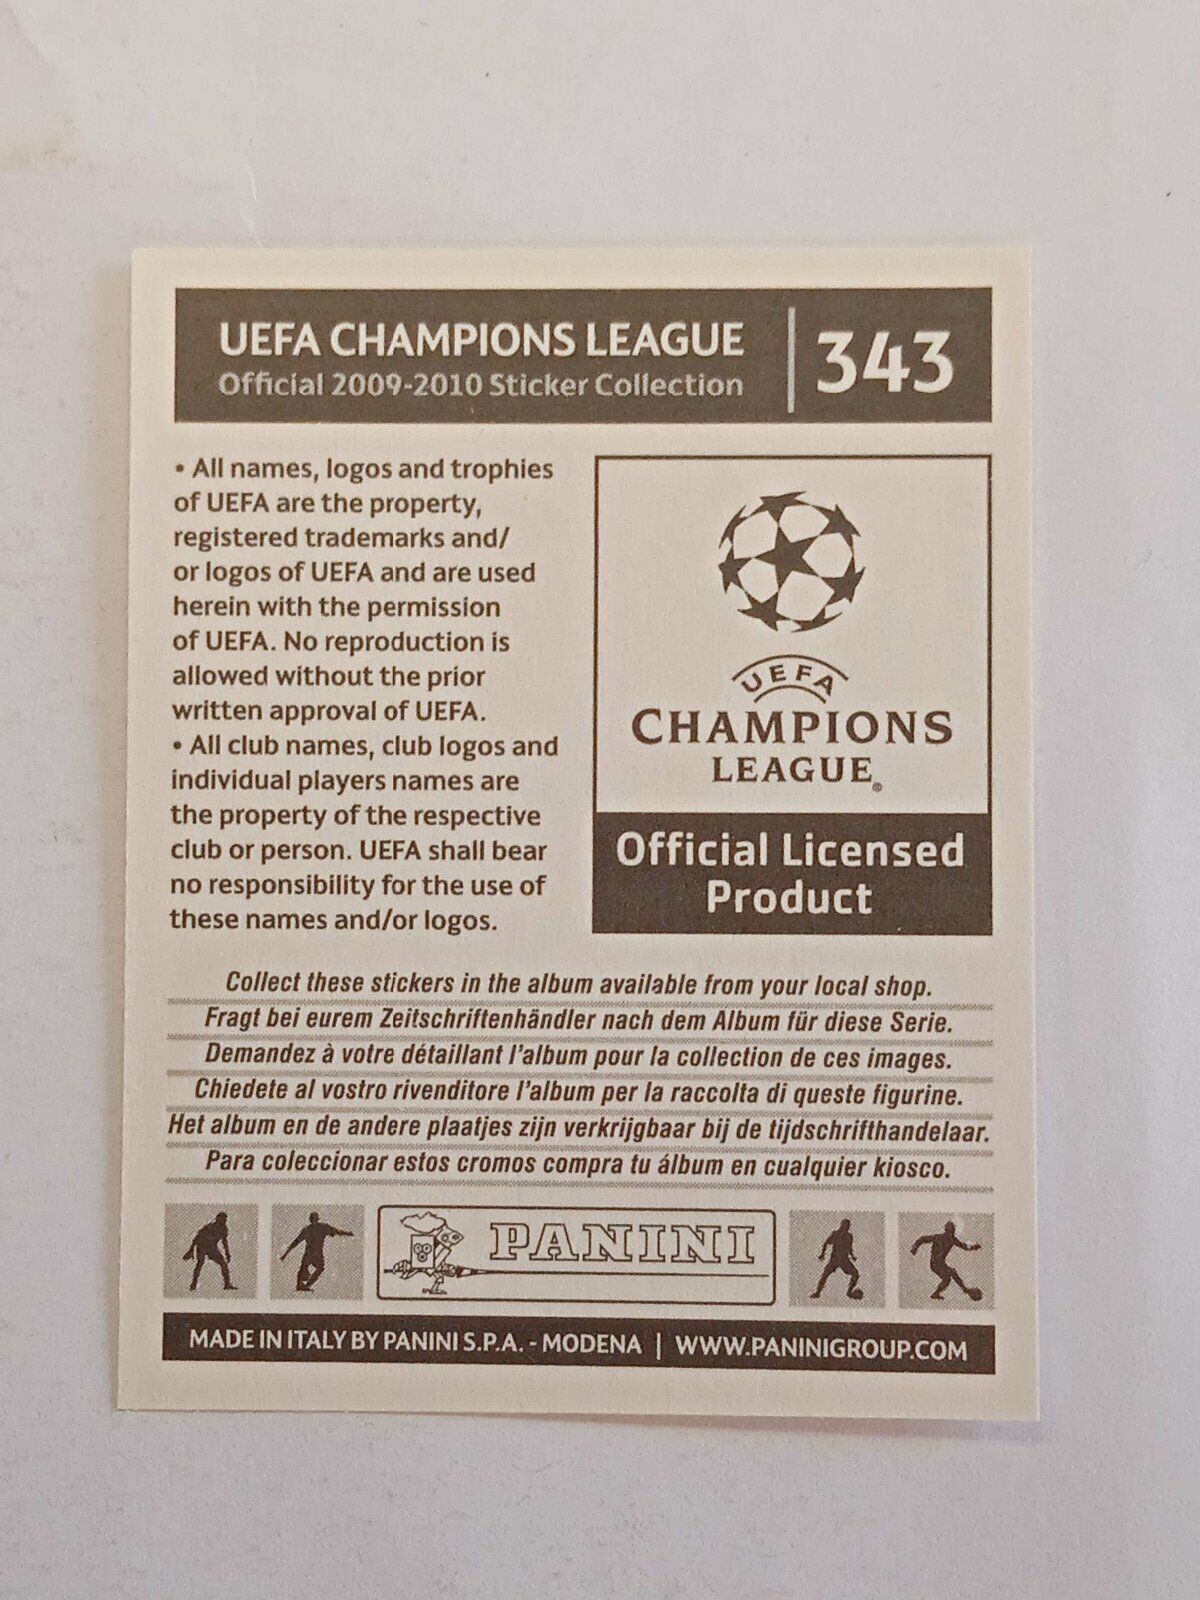 UEFA CHAMPIONS LEAGUE
Official 2009-2010 Sticker Collection
343
• All names, logos and trophies
of UEFA are the property,
registered trademarks and/
or logos of UEFA and are used
herein with the permission
of UEFA. No reproduction is
allowed without the prior
written approval of UEFA.
• All club names, club logos and
individual players names are
the property of the respective
club or person. UEFA shall bear
no responsibility for the use of
these names and/or logos.
UEFA
CHAMPIONS
LEAGUE®
Official Licensed
Product
Collect these stickers in the album available from your local shop.
Fragt bei eurem Zeitschriftenhändler nach dem Album für diese Serie.
Demandez à votre détaillant l'album pour la collection de ces images.
Chiedete al vostro rivenditore l'album per la raccolta di queste figurine.
Het album en de andere plaatjes zijn verkrijgbaar bij de tijdschrifthandelaar.
Para coleccionar estos cromos compra tu álbum en cualquier kiosco.
PANINI
MADE IN ITALY BY PANINI S.P.A. - MODENA | WWW.PANINIGROUP.COM